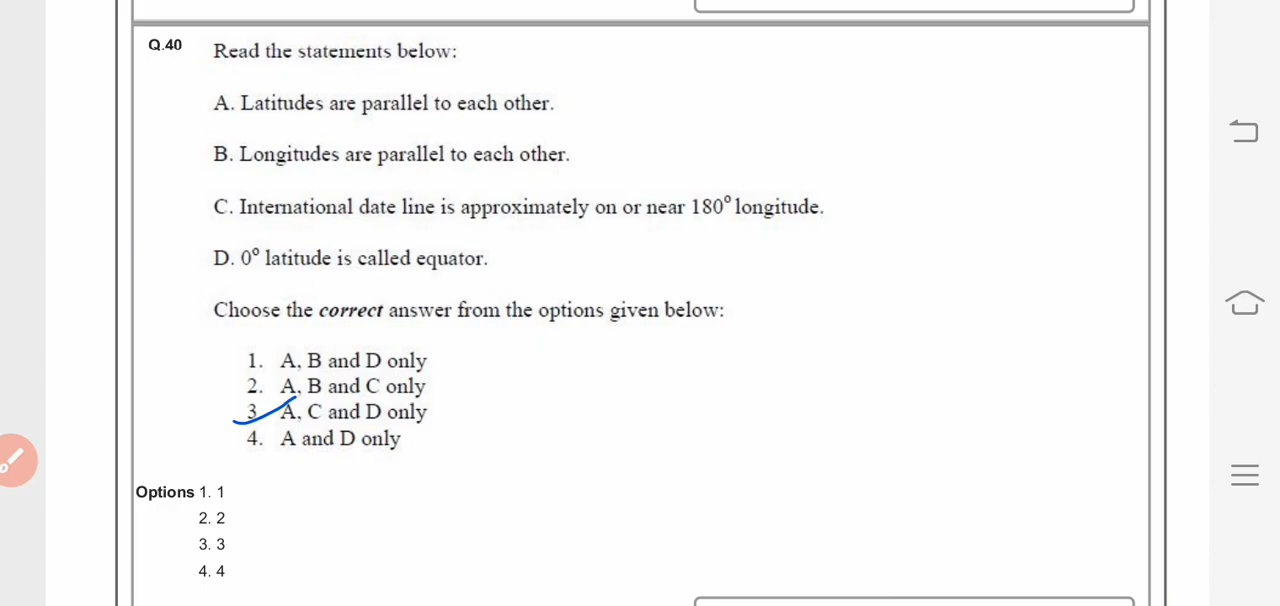 Q.40 Read the statements below:
A. Latitudes are parallel to each other.
B. Longitudes are parallel to each other.
C. International date line is approximately on or near 180° longitude.
D. 0° latitude is called equator.
Choose the correct answer from the options given below:
1. A, B and D only
2. A, B and C only
3. A, C and D only
4. A and D only
Options 1. 1
2. 2
3. 3
4. 4